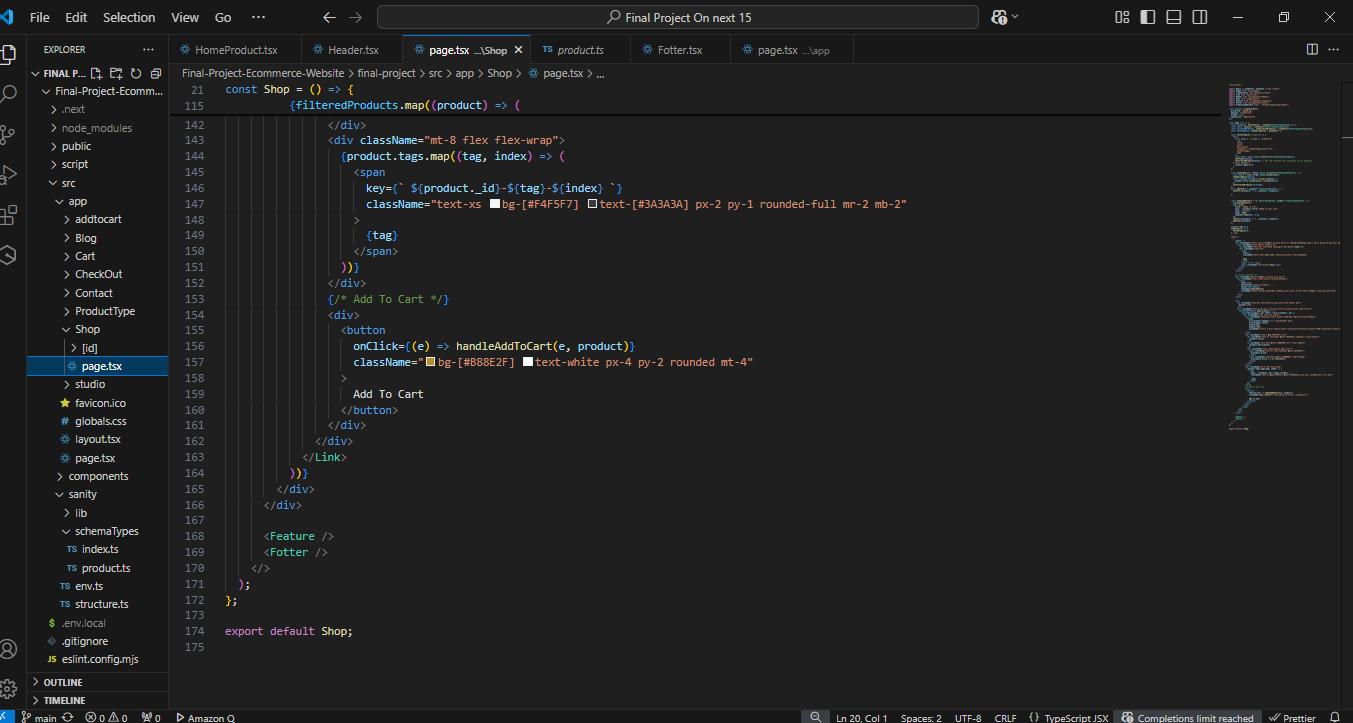 File Edit Selection View Go ··· Final Project On next 15
EXPLORER ···
HomeProduct.tsx Header.tsx page.tsx ...\Shop product.ts Fotter.tsx page.tsx ...\app
FINAL P...
Final-Project-Ecomm...
.next
node_modules
public
script
src
app
addtocart
Blog
Cart
CheckOut
Contact
ProductType
Shop
[id]
page.tsx
studio
favicon.ico
globals.css
layout.tsx
page.tsx
components
sanity
lib
schemaTypes
TS index.ts
TS product.ts
TS env.ts
TS structure.ts
.env.local
.gitignore
JS eslint.config.mjs
OUTLINE
TIMELINE
Final-Project-Ecommerce-Website > final-project > src > app > Shop > page.tsx > ...
21 const Shop = () => {
115 {filteredProducts.map((product) => (
142 </div>
143 <div className="mt-8 flex flex-wrap">
144 {product.tags.map((tag, index) => (
145 <span
146 key={` ${product._id}-${tag}-${index} `}
147 className="text-xs bg-[#F4F5F7] text-[#3A3A3A] px-2 py-1 rounded-full mr-2 mb-2"
148 >
149 {tag}
150 </span>
151 ))}
152 </div>
153 {/* Add To Cart */}
154 <div>
155 <button
156 onClick={(e) => handleAddToCart(e, product)}
157 className=" bg-[#B88E2F] text-white px-4 py-2 rounded mt-4"
158 >
159 Add To Cart
160 </button>
161 </div>
162 </div>
163 </Link>
164 ))}
165 </div>
166 </div>
167
168 <Feature />
169 <Fotter />
170 </>
171 );
172 };
173
174 export default Shop;
175
main 0 0 0 Amazon Q Ln 20, Col 1 Spaces: 2 UTF-8 CRLF {} TypeScript JSX Completions limit reached Prettier